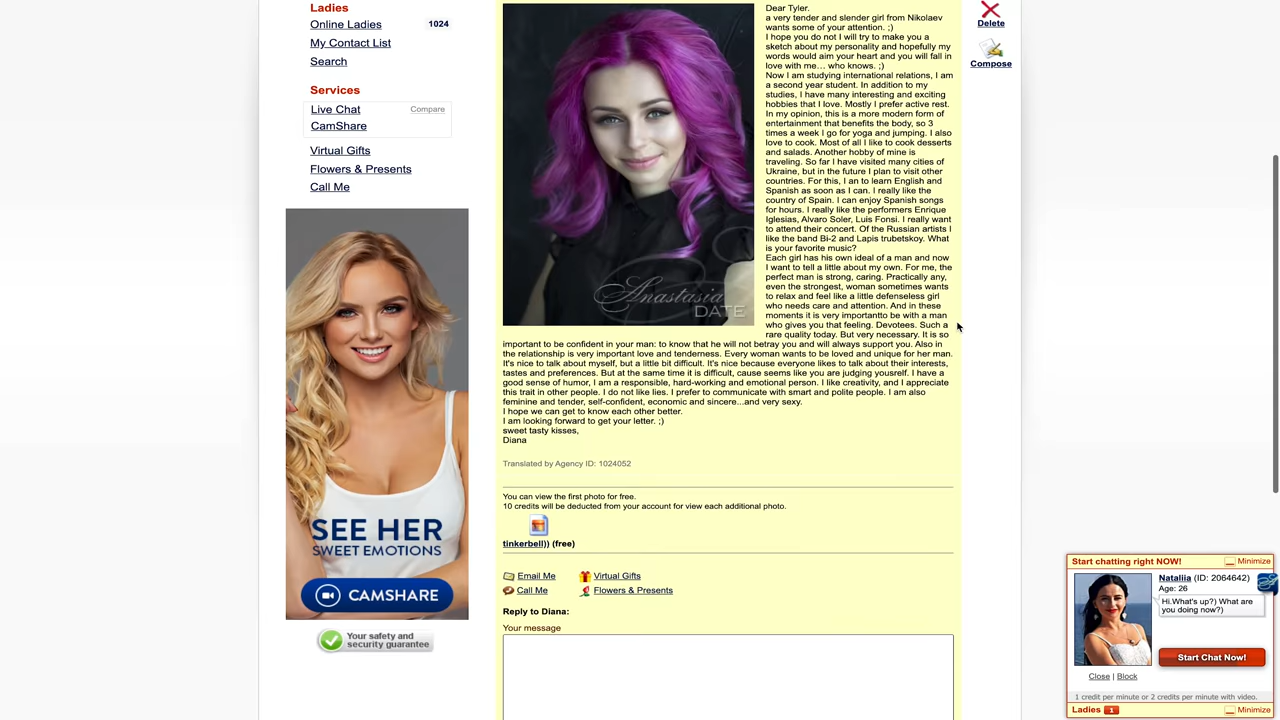 Ladies
Online Ladies 1024
My Contact List
Search
Services
Live Chat Compare
CamShare
Virtual Gifts
Flowers & Presents
Call Me
SEE HER
SWEET EMOTIONS
CAMSHARE
Your safety and
security guarantee
Anastasia
DATE
Dear Tyler.
a very tender and slender girl from Nikolaev
wants some of your attention. ;)
I hope you do not I will try to make you a
sketch about my personality and hopefully my
words would aim your heart and you will fall in
love with me… who knows. ;)
Now I am studying international relations, I am
a second year student. In addition to my
studies, I have many interesting and exciting
hobbies that I love. Mostly I prefer active rest.
In my opinion, this is a more modern form of
entertainment that benefits the body, so 3
times a week I go for yoga and jumping. I also
love to cook. Most of all I like to cook desserts
and salads. Another hobby of mine is
traveling. So far I have visited many cities of
Ukraine, but in the future I plan to visit other
countries. For this, I an to learn English and
Spanish as soon as I can. I really like the
country of Spain. I can enjoy Spanish songs
for hours. I really like the performers Enrique
Iglesias, Alvaro Soler, Luis Fonsi. I really want
to attend their concert. Of the Russian artists I
like the band Bi-2 and Lapis trubetskoy. What
is your favorite music?
Each girl has his own ideal of a man and now
I want to tell a little about my own. For me, the
perfect man is strong, caring. Practically any,
even the strongest, woman sometimes wants
to relax and feel like a little defenseless girl
who needs care and attention. And in these
moments it is very importantto be with a man
who gives you that feeling. Devotees. Such a
rare quality today. But very necessary. It is so
important to be confident in your man: to know that he will not betray you and will always support you. Also in
the relationship is very important love and tenderness. Every woman wants to be loved and unique for her man.
It's nice to talk about myself, but a little bit difficult. It's nice because everyone likes to talk about their interests,
tastes and preferences. But at the same time it is difficult, cause seems like you are judging youresrlf. I have a
good sense of humor, I am a responsible, hard-working and emotional person. I like creativity, and I appreciate
this trait in other people. I do not like lies. I prefer to communicate with smart and polite people. I am also
feminine and tender, self-confident, economic and sincere...and very sexy.
I hope we can get to know each other better.
I am looking forward to get your letter. ;)
sweet tasty kisses,
Diana
Translated by Agency ID: 1024052
You can view the first photo for free.
10 credits will be deducted from your account for view each additional photo.
tinkerbell)) (free)
Email Me Virtual Gifts
Call Me Flowers & Presents
Reply to Diana:
Your message
Delete
Compose
Start chatting right NOW! Minimize
Nataliia (ID: 2064642)
Age: 26
Hi.What's up?) What are
you doing now?)
Start Chat Now!
Close | Block
1 credit per minute or 2 credits per minute with video.
Ladies 1 Minimize